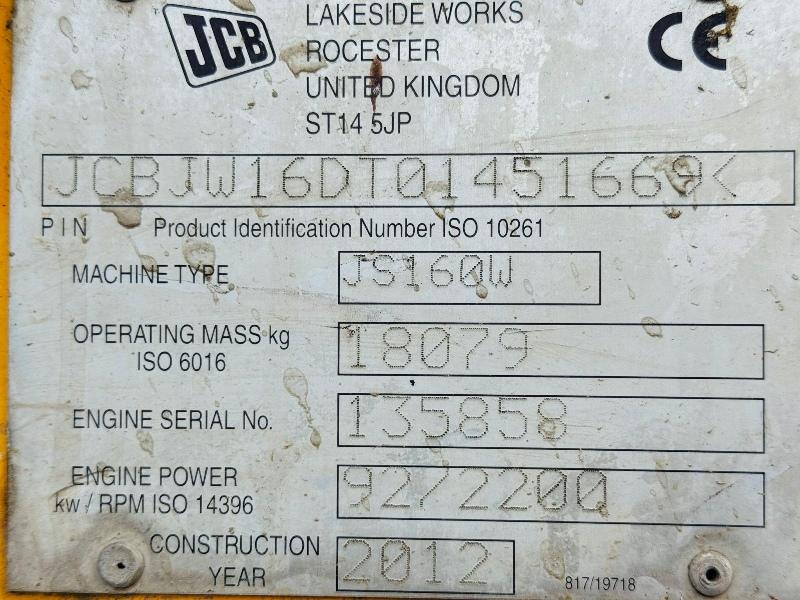 JCB
LAKESIDE WORKS
ROCESTER
UNITED KINGDOM
ST14 5JP
CE
JCBJW16DT01451669<
PIN Product Identification Number ISO 10261
MACHINE TYPE JS160W
OPERATING MASS kg
ISO 6016
18079
ENGINE SERIAL No. 135858
ENGINE POWER
kw / RPM ISO 14396
92/2200
CONSTRUCTION
YEAR
2012
817/19718